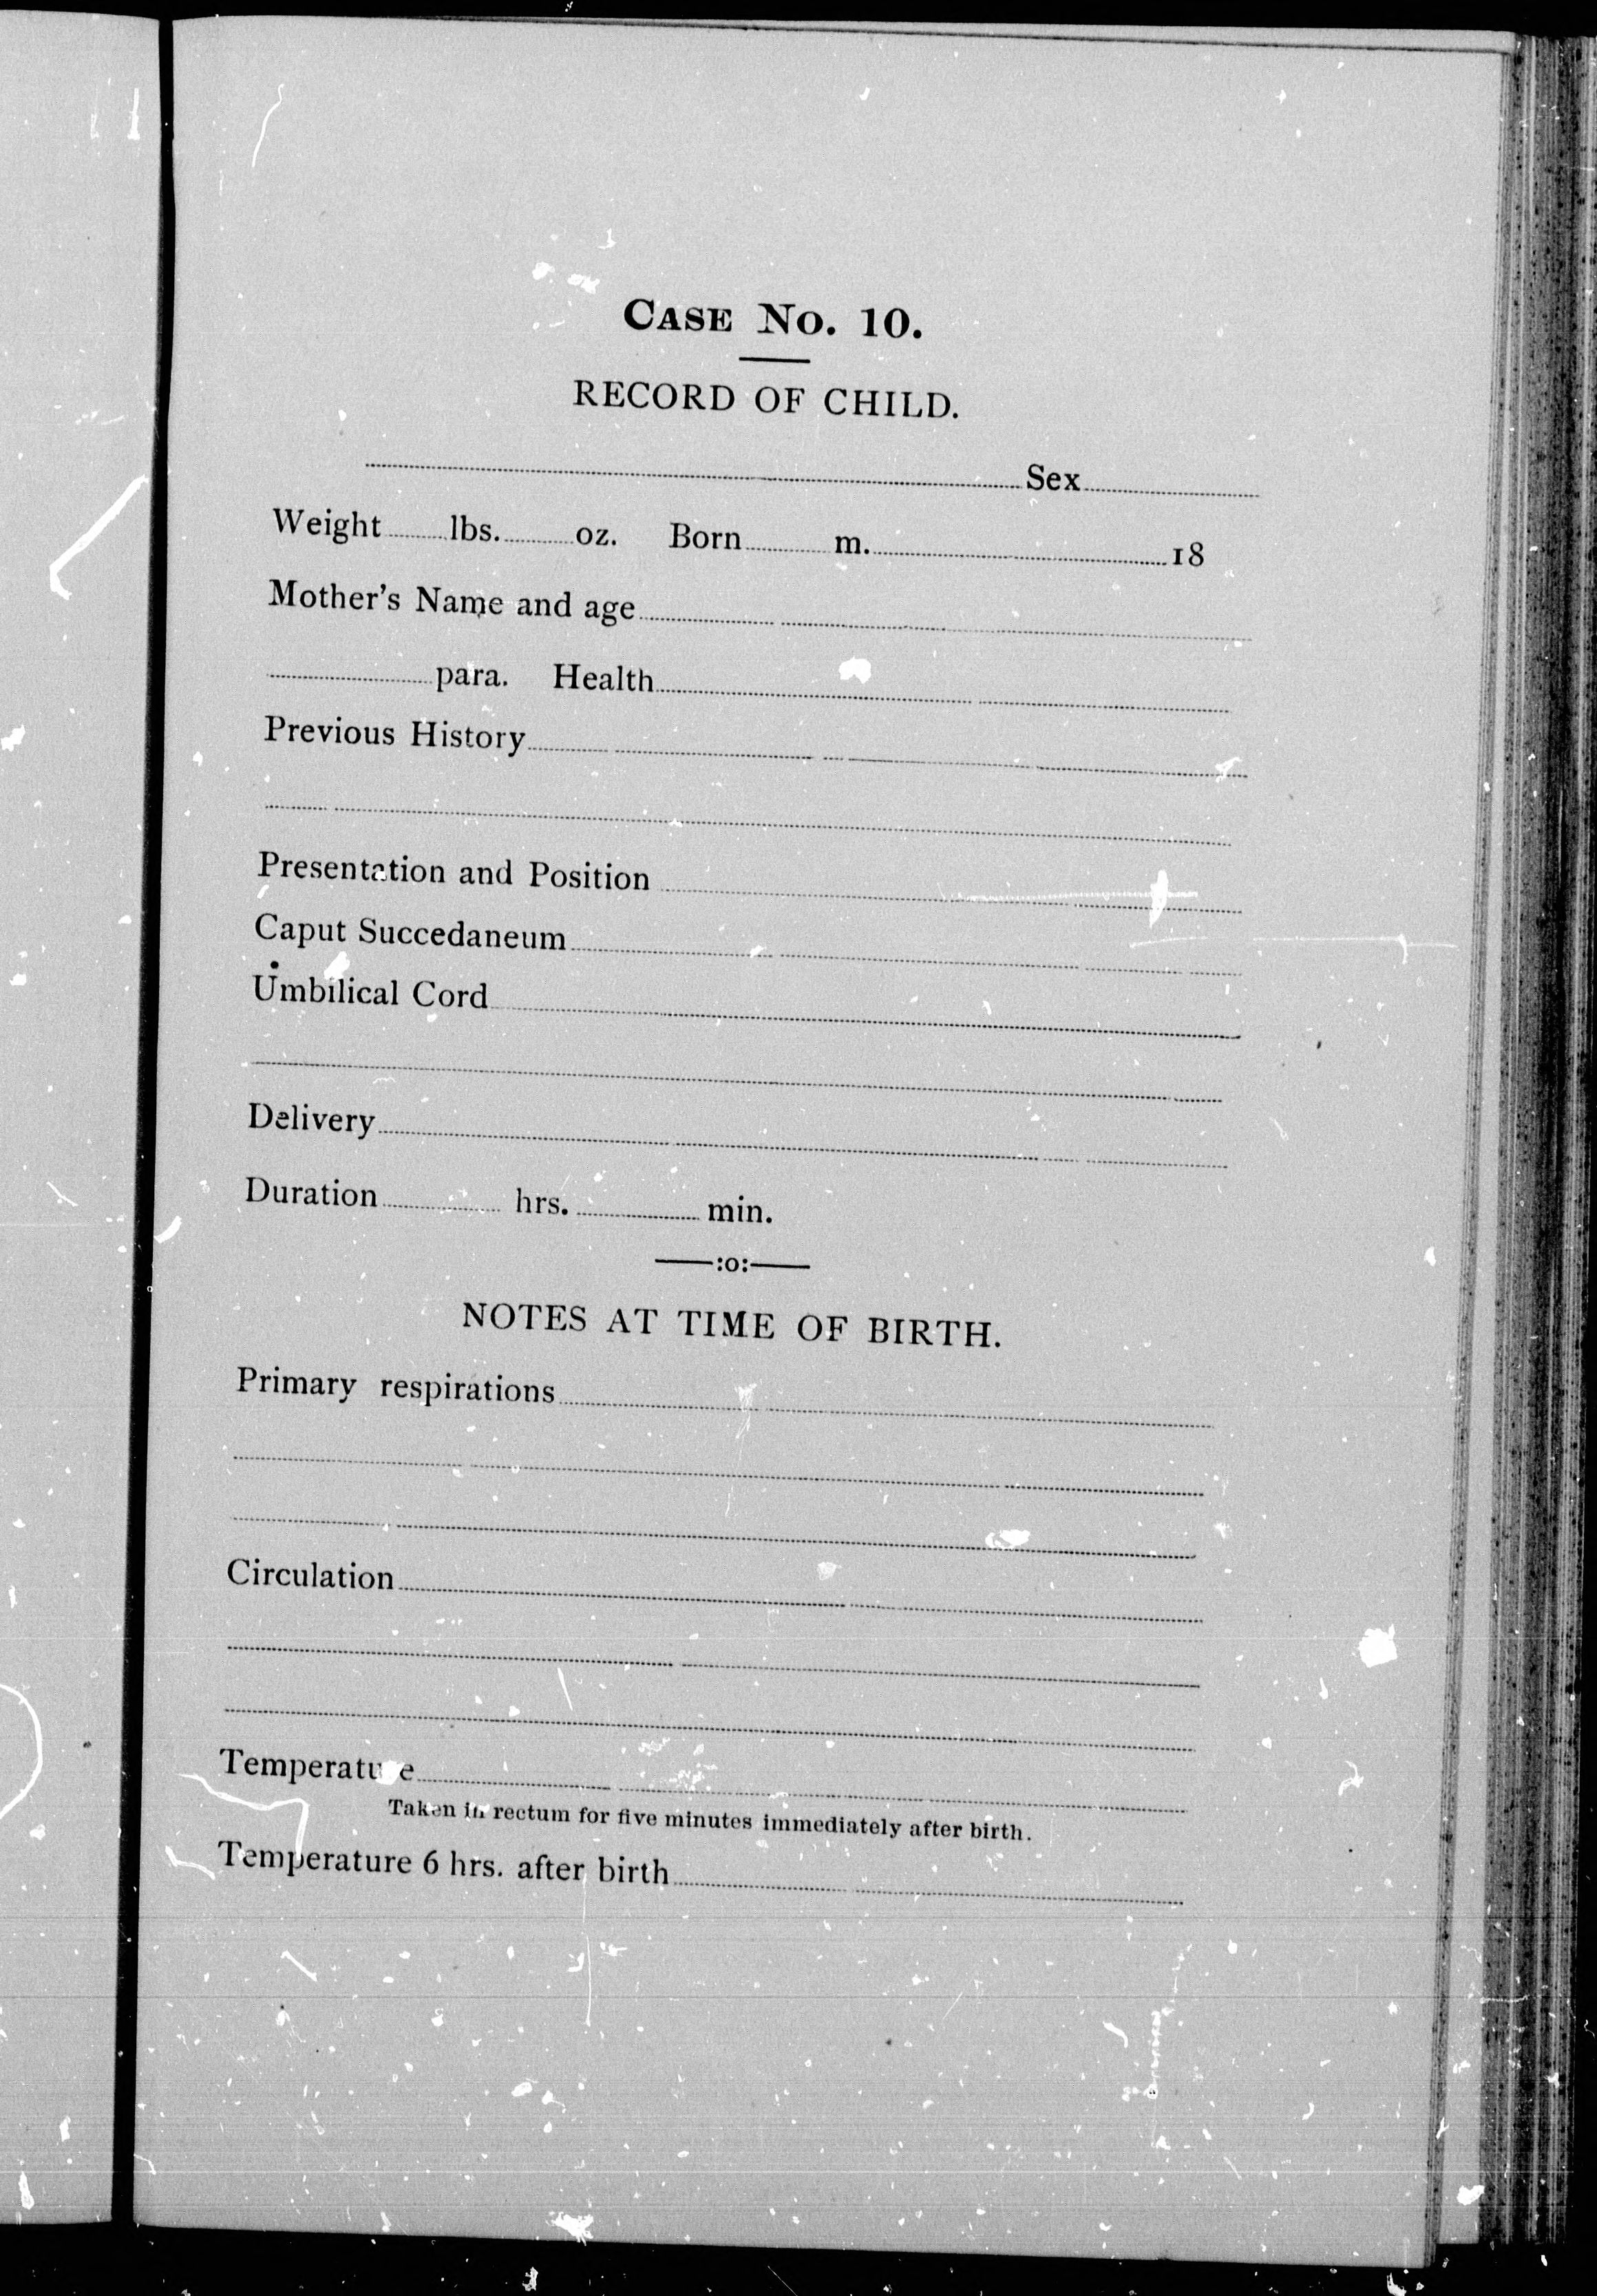 CASE NO. 10.
RECORD OF CHILD.
Sex
Weight lbs. oz. Born m. 18
Mother's Name and age
para. Health
Previous History
Presentation and Position
Caput Succedaneum
Umbilical Cord
Delivery
Duration hrs. min.
:o:
NOTES AT TIME OF BIRTH.
Primary respirations
Circulation
Temperature
Taken in rectum for five minutes immediately after birth.
Temperature 6 hrs. after birth